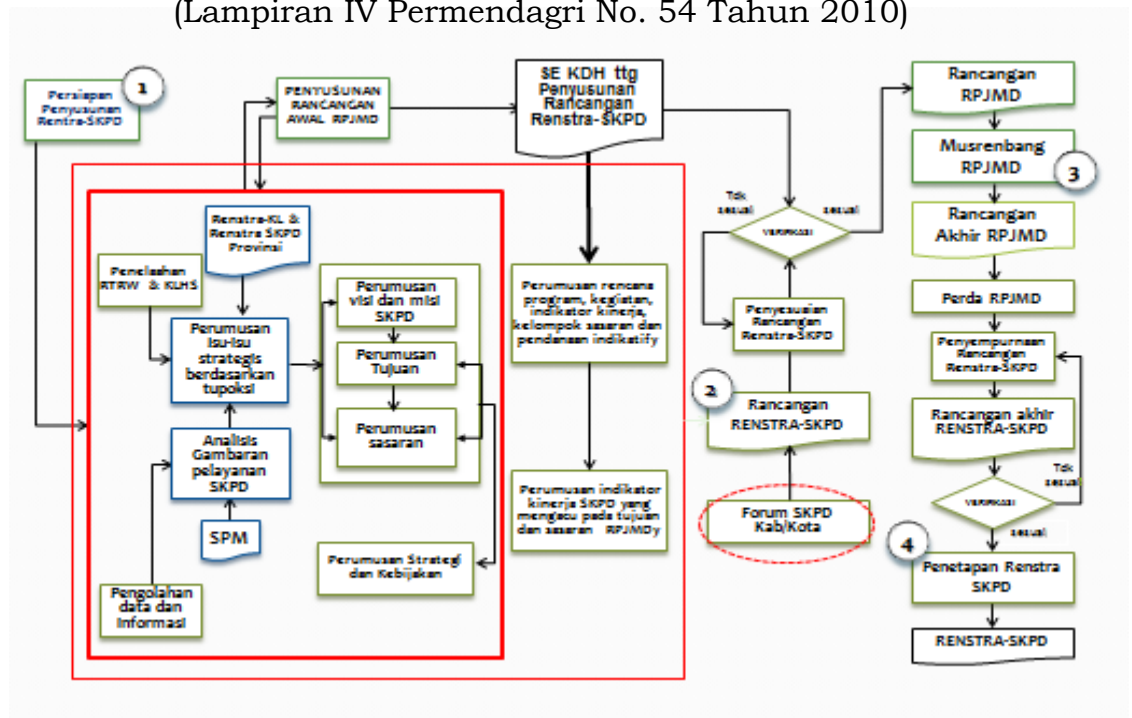 (Lampiran IV Permendagri No. 54 Tahun 2010)
1
Persiapan
Penyusunan
Rentra-SKPD
PENYUSUNAN
RANCANGAN
AWAL RPJMD
SE KDH ttg
Penyusunan
Rancangan
Renstra-SKPD
Rancangan
RPJMD
Musrenbang
RPJMD
3
Rancangan
Akhir RPJMD
Perda RPJMD
Penyempurnaan
Rancangan
Renstra-SKPD
Rancangan akhir
RENSTRA-SKPD
Tdk
sesuai
VERIFIKASI
sesuai
4
Penetapan Renstra
SKPD
RENSTRA-SKPD
Tdk
sesuai
sesuai
VERIFIKASI
Penyesuaian
Rancangan
Renstra-SKPD
2
Rancangan
RENSTRA-SKPD
Forum SKPD
Kab/Kota
Renstra-KL &
Renstra SKPD
Provinsi
Penelaahan
RTRW & KLHS
Perumusan
Isu-isu
strategis
berdasarkan
tupoksi
Analisis
Gambaran
pelayanan
SKPD
SPM
Pengolahan
data dan
Informasi
Perumusan
visi dan misi
SKPD
Perumusan
Tujuan
Perumusan
sasaran
Perumusan Strategi
dan Kebijakan
Perumusan rencana
program, kegiatan,
indikator kinerja,
kelompok sasaran dan
pendanaan indikatify
Perumusan indikator
kinerja SKPD yang
mengacu pada tujuan
dan sasaran RPJMDy